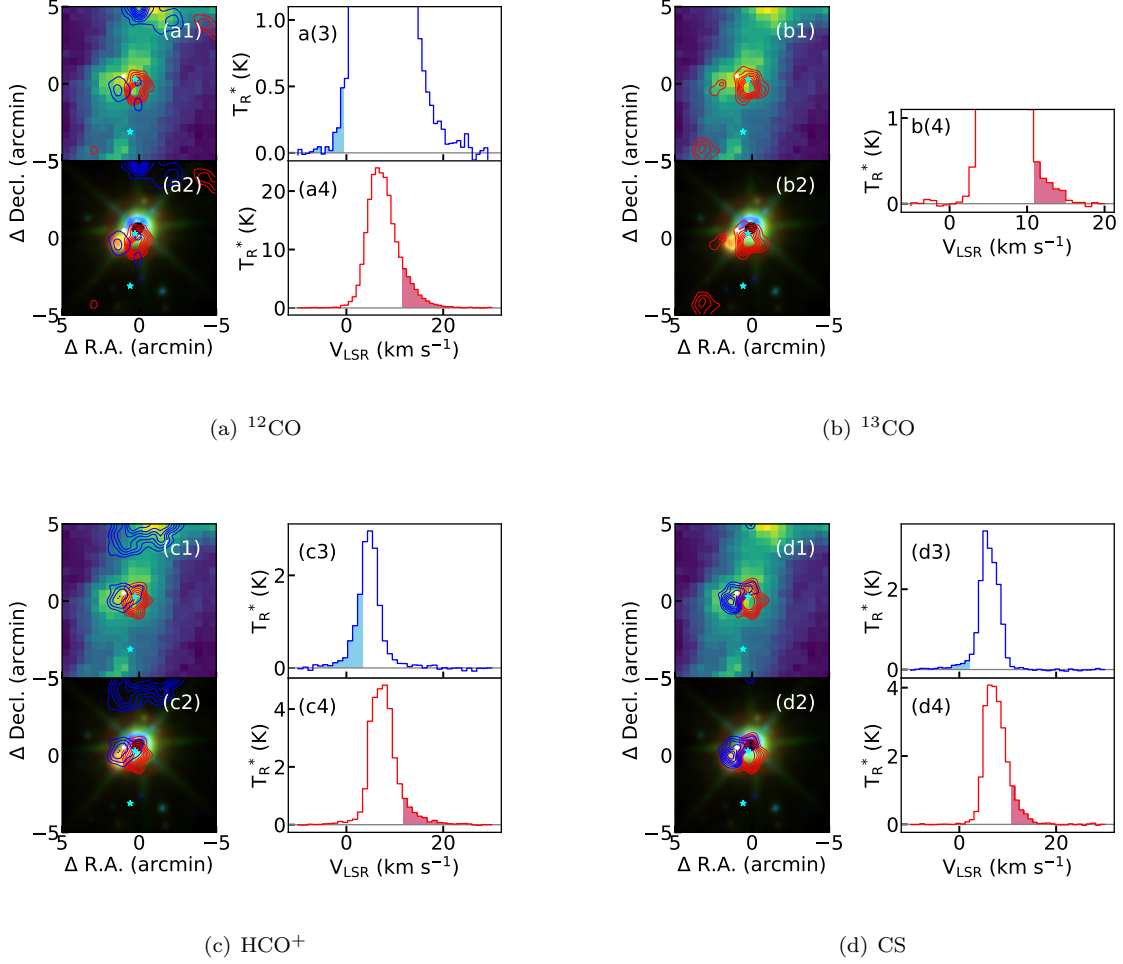 5
0
−5
5
0
−5
Δ Decl. (arcmin)
(a1)
(a2)
5
0
−5
Δ R.A. (arcmin)
1.0
0.5
0.0
T_R* (K)
a(3)
20
10
0
T_R* (K)
(a4)
0
20
V_LSR (km s⁻¹)
(a) ¹²CO
5
0
−5
0
−5
Δ Decl. (arcmin)
(b1)
(b2)
5
0
−5
Δ R.A. (arcmin)
1
0
T_R* (K)
b(4)
0
10
20
V_LSR (km s⁻¹)
(b) ¹³CO
5
0
−5
0
−5
Δ Decl. (arcmin)
(c1)
(c2)
5
0
−5
Δ R.A. (arcmin)
2
0
T_R* (K)
(c3)
4
2
0
T_R* (K)
(c4)
0
20
V_LSR (km s⁻¹)
(c) HCO⁺
5
0
−5
0
−5
Δ Decl. (arcmin)
(d1)
(d2)
5
0
−5
Δ R.A. (arcmin)
2
0
T_R* (K)
(d3)
4
2
0
T_R* (K)
(d4)
0
20
V_LSR (km s⁻¹)
(d) CS